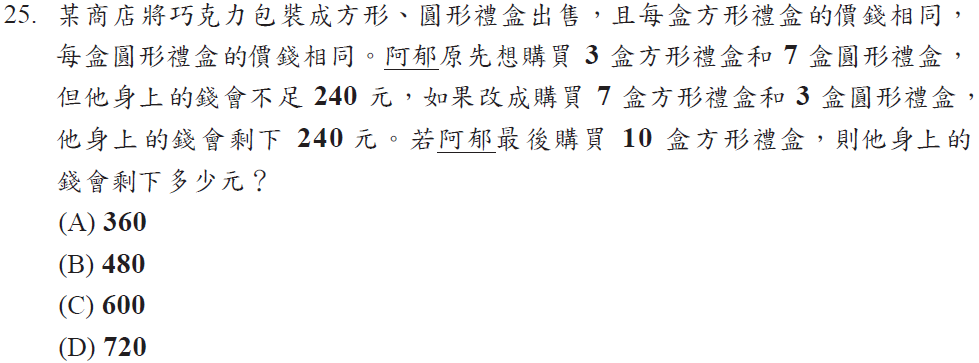 25. 某商店將巧克力包裝成方形、圓形禮盒出售，且每盒方形禮盒的價錢相同，
每盒圓形禮盒的價錢相同。阿郁原先想購買 3 盒方形禮盒和 7 盒圓形禮盒，
但他身上的錢會不足 240 元，如果改成購買 7 盒方形禮盒和 3 盒圓形禮盒，
他身上的錢會剩下 240 元。若阿郁最後購買 10 盒方形禮盒，則他身上的
錢會剩下多少元？
(A) 360
(B) 480
(C) 600
(D) 720